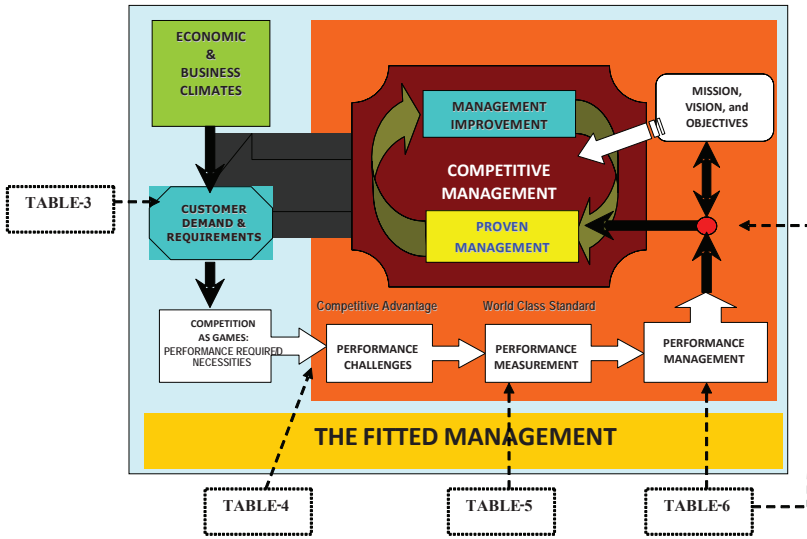 ECONOMIC
&
BUSINESS
CLIMATES
MANAGEMENT
IMPROVEMENT
MISSION,
VISION, and
OBJECTIVES
COMPETITIVE
MANAGEMENT
TABLE-3
CUSTOMER
DEMAND &
REQUIREMENTS
PROVEN
MANAGEMENT
Competitive Advantage
World Class Standard
COMPETITION
AS GAMES:
PERFORMANCE REQUIRED
NECESSITIES
PERFORMANCE
CHALLENGES
PERFORMANCE
MEASUREMENT
PERFORMANCE
MANAGEMENT
THE FITTED MANAGEMENT
TABLE-4
TABLE-5
TABLE-6